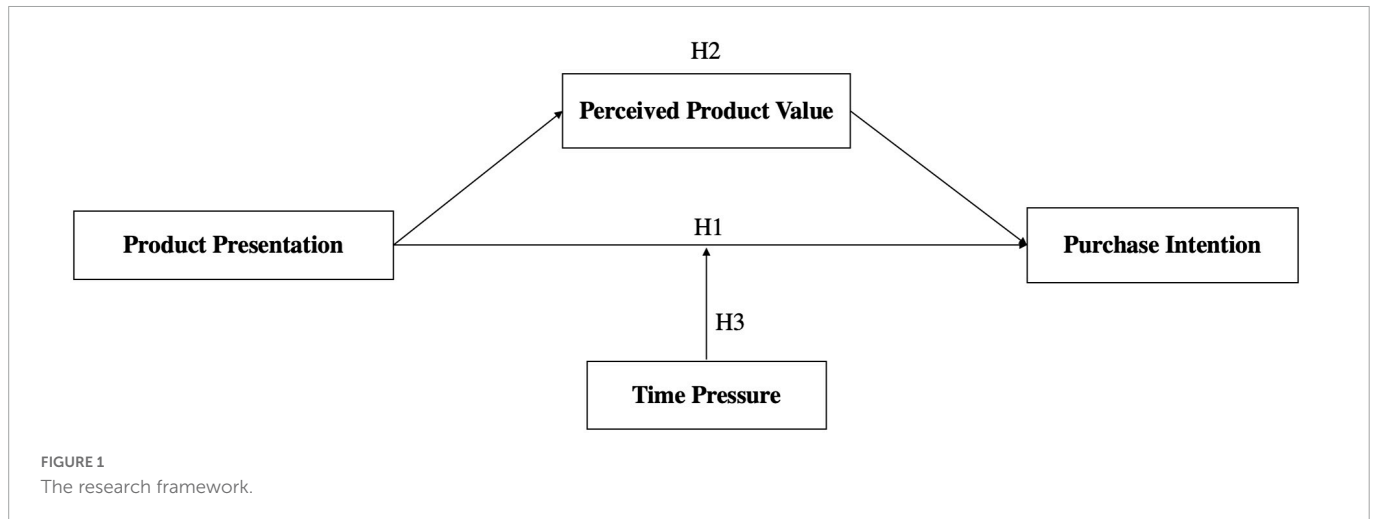 H2
Perceived Product Value
Product Presentation
H1
Purchase Intention
H3
Time Pressure
FIGURE 1
The research framework.